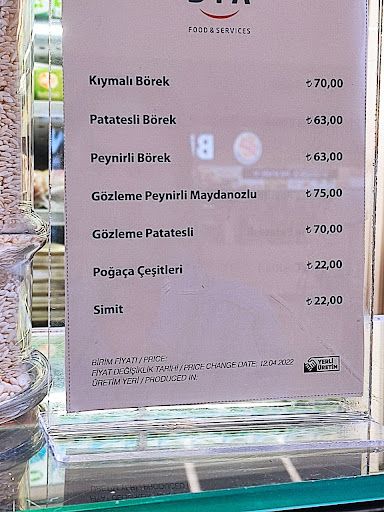 FOOD & SERVICES
Kıymalı Börek ₺70,00
Patatesli Börek ₺63,00
Peynirli Börek ₺63,00
Gözleme Peynirli Maydanozlu ₺75,00
Gözleme Patatesli ₺70,00
Poğaça Çeşitleri ₺22,00
Simit ₺22,00
BİRİM FİYATI / PRICE:
FİYAT DEĞİŞİKLİK TARİHİ / PRICE CHANGE DATE: 12.04.2022
ÜRETİM YERİ / PRODUCED IN:
YERLİ
ÜRETİM